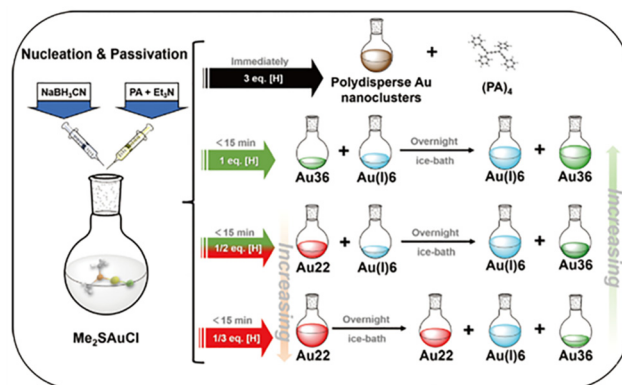 Nucleation & Passivation
NaBH₃CN
PA + Et₃N
Me₂SAuCl
Immediately
3 eq. [H]
Polydisperse Au
nanoclusters
+
(PA)₄
< 15 min
1 eq. [H]
Au36
+
Au(I)6
Overnight
ice-bath
Au(I)6
+
Au36
< 15 min
1/2 eq. [H]
Au22
+
Au(I)6
Overnight
ice-bath
Au(I)6
+
Au36
< 15 min
1/3 eq. [H]
Au22
Overnight
ice-bath
Au22
+
Au(I)6
+
Au36
Increasing
Increasing